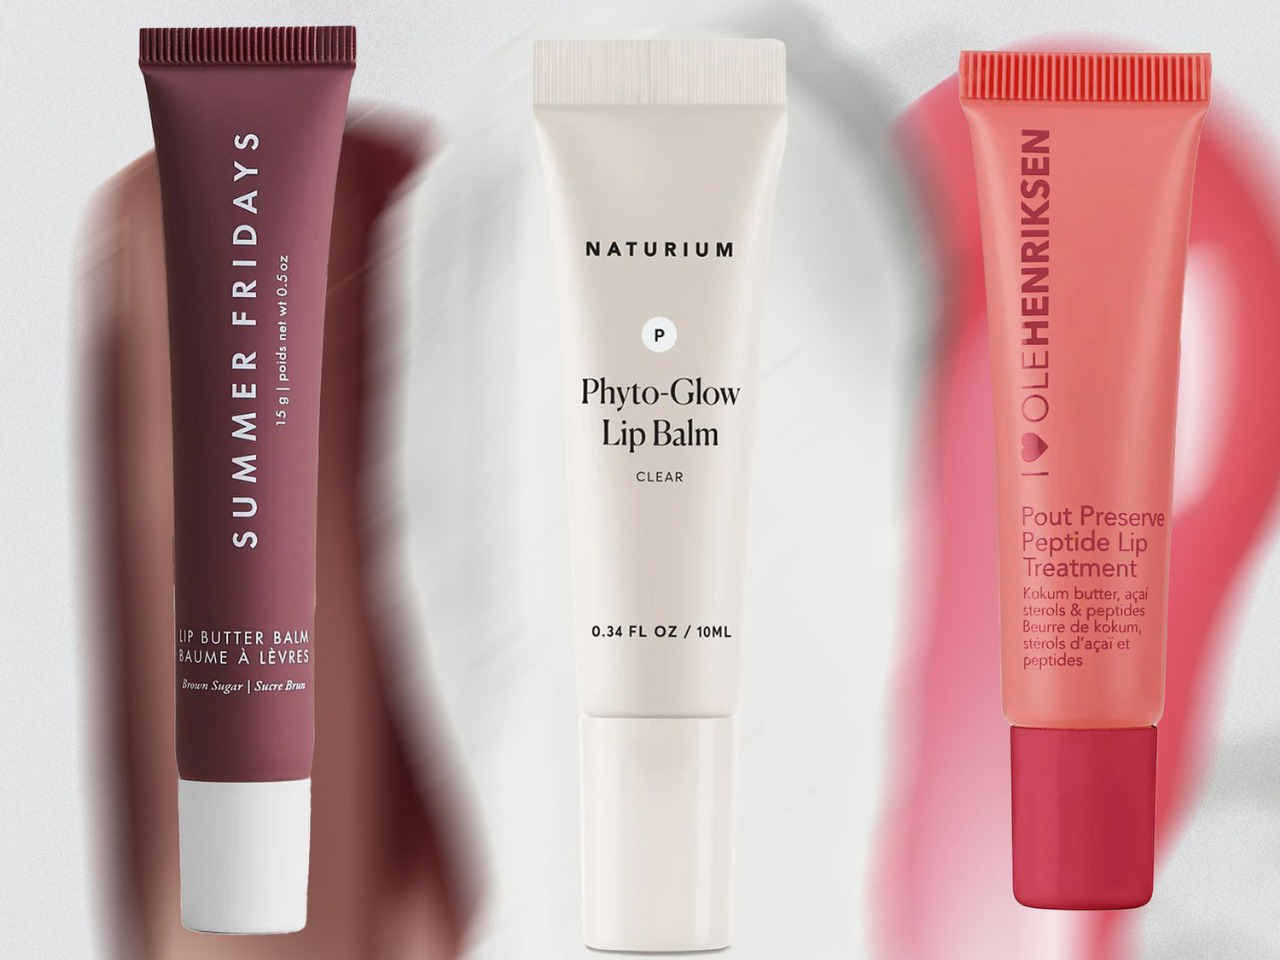 SUMMER FRIDAYS
15 g | poids net wt 0.5 oz
LIP BUTTER BALM
BAUME À LÈVRES
Brown Sugar | Sucre Brun
NATURIUM
P
Phyto-Glow
Lip Balm
CLEAR
0.34 FL OZ / 10ML
I ♥ OLEHENRIKSEN
Pout Preserve
Peptide Lip
Treatment
Kokum butter, açaí
sterols & peptides
Beurre de kokum,
stérols d'açaï et
peptides